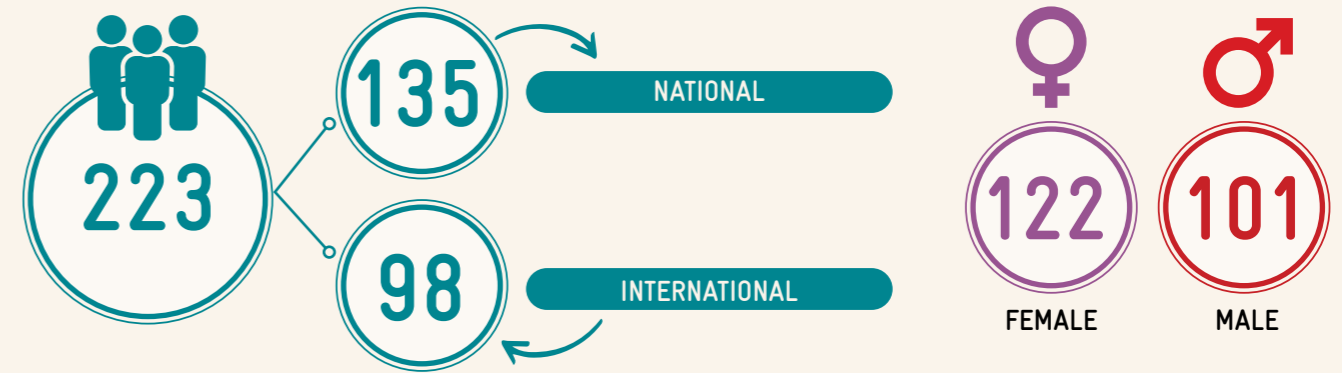 223
135
NATIONAL
98
INTERNATIONAL
122
FEMALE
101
MALE